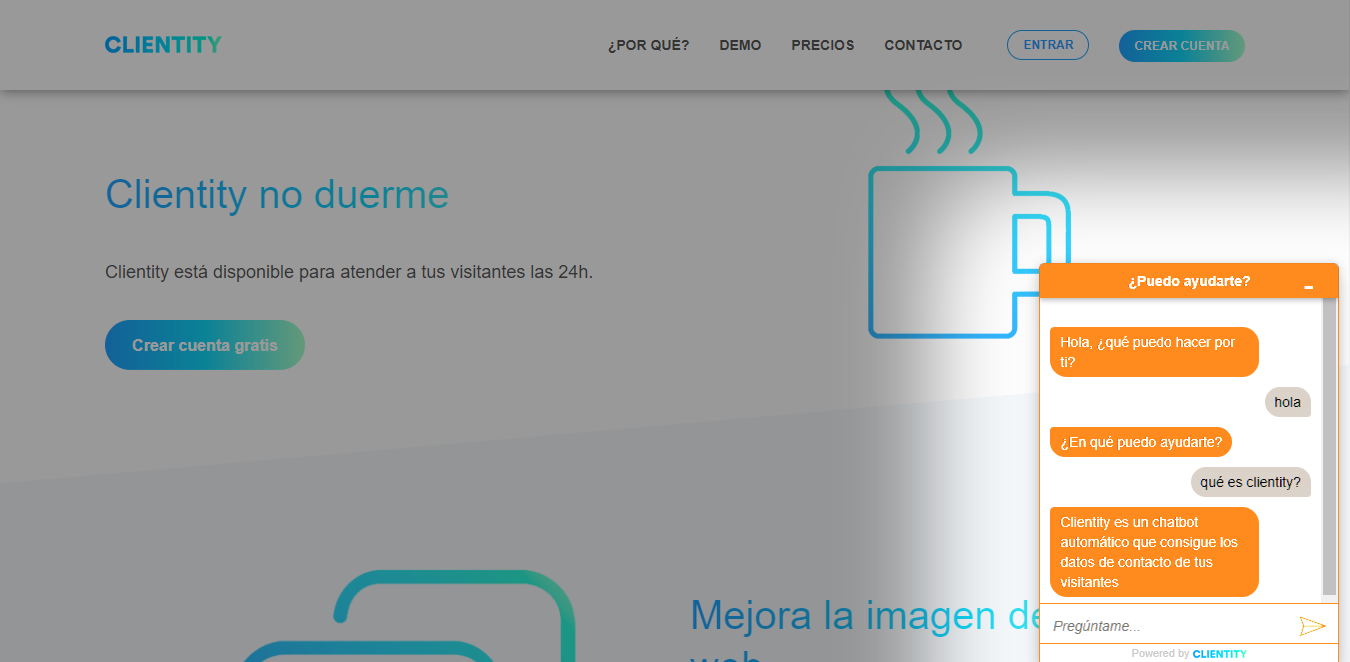 CLIENTITY
¿POR QUÉ? DEMO PRECIOS CONTACTO ENTRAR CREAR CUENTA
Clientity no duerme
Clientity está disponible para atender a tus visitantes las 24h.
Crear cuenta gratis
Mejora la imagen de
web
¿Puedo ayudarte?
Hola, ¿qué puedo hacer por
ti?
hola
¿En qué puedo ayudarte?
qué es clientity?
Clientity es un chatbot
automático que consigue los
datos de contacto de tus
visitantes
Pregúntame...
Powered by CLIENTITY